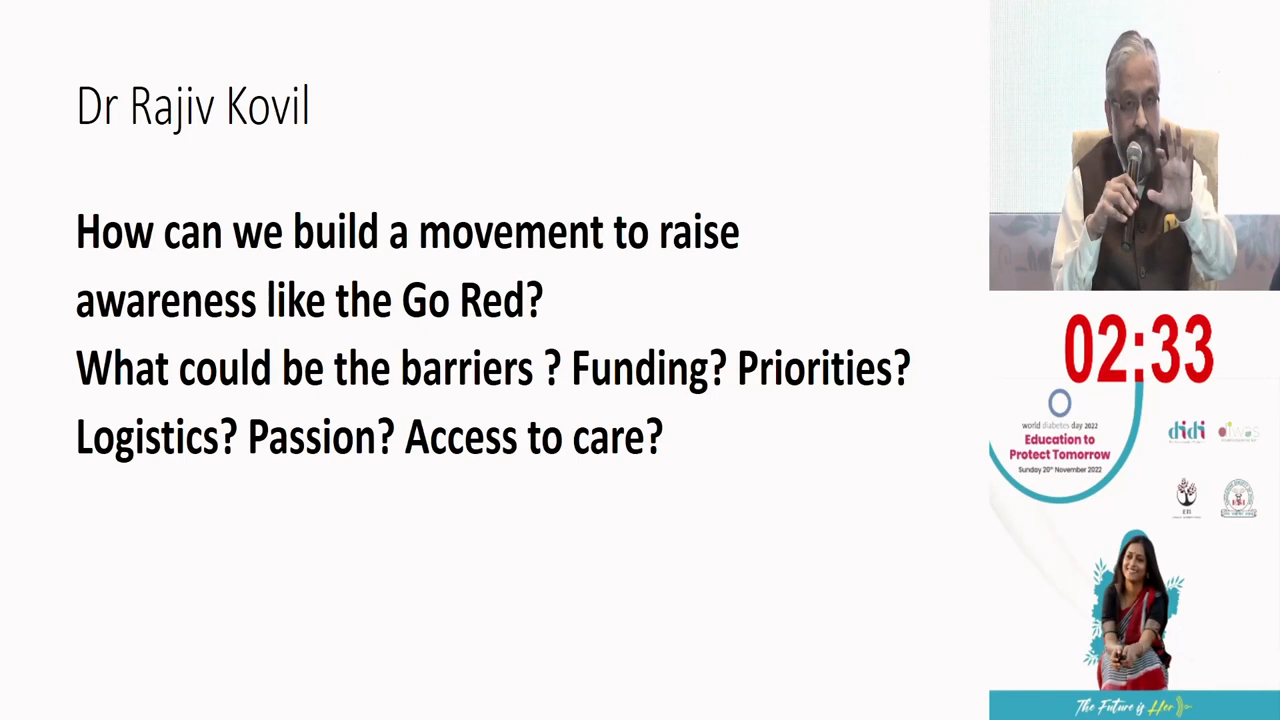 Dr Rajiv Kovil
How can we build a movement to raise
awareness like the Go Red?
What could be the barriers ? Funding? Priorities?
Logistics? Passion? Access to care?
02:33
world diabetes day 2022
Education to
Protect Tomorrow
Sunday 20th November 2022
didi
The Future is Her